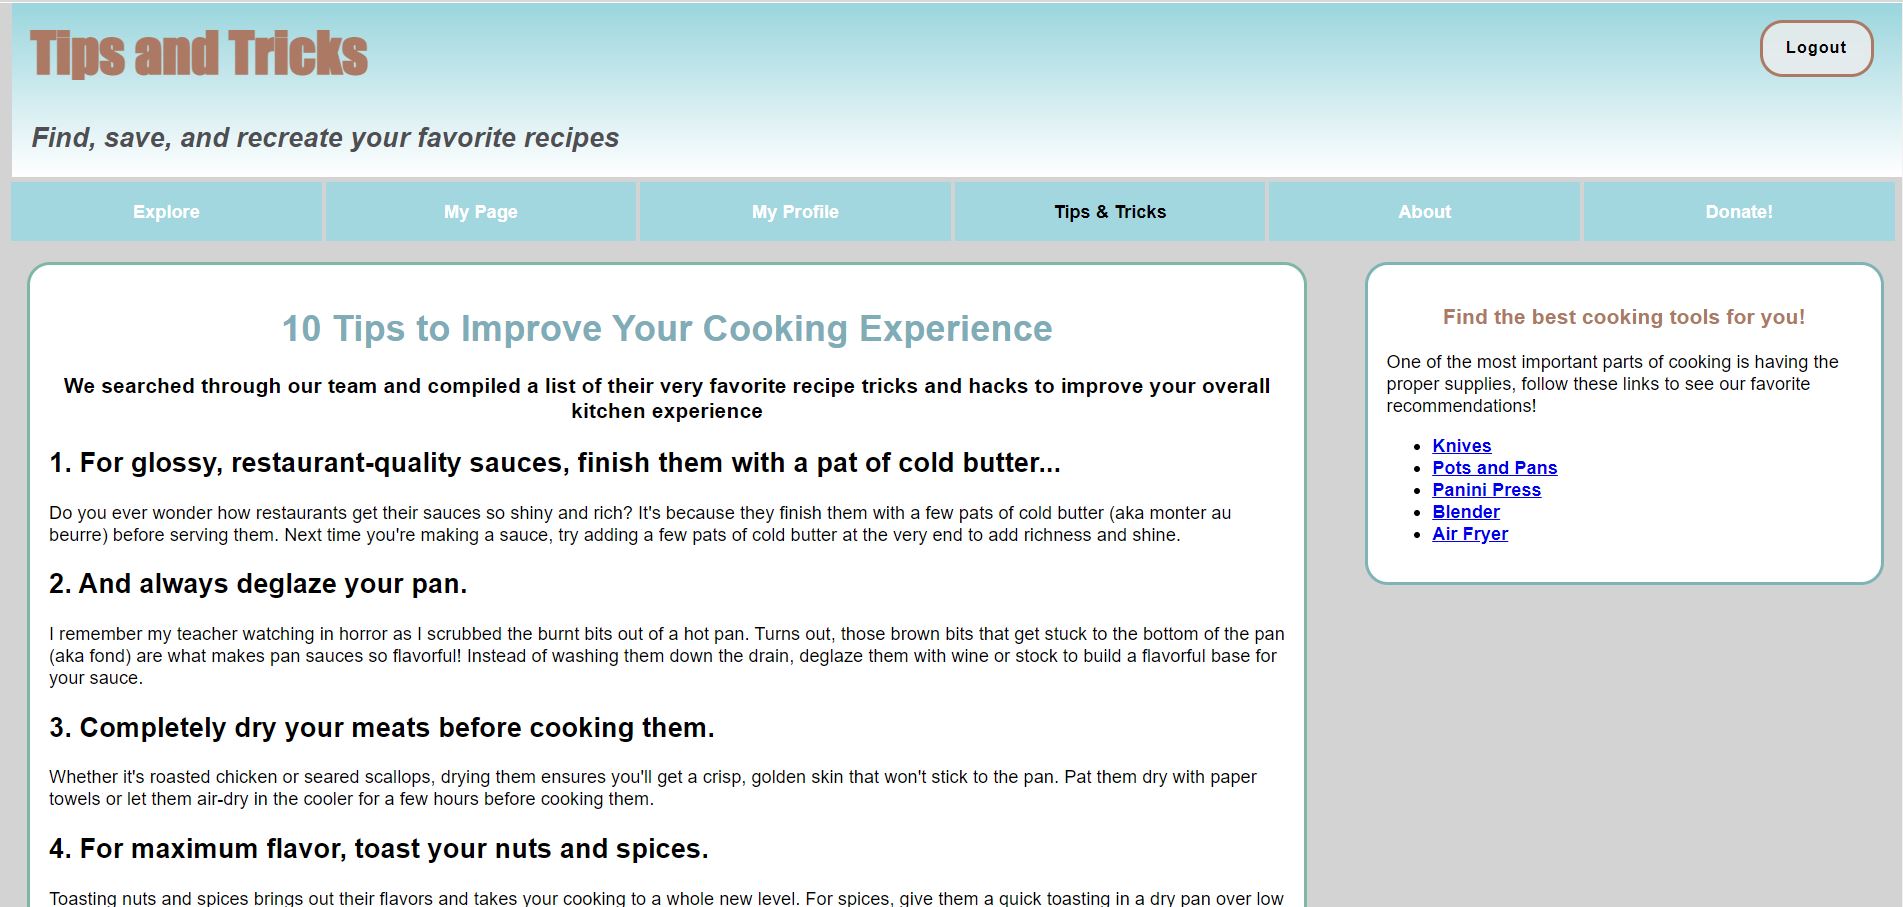 Tips and Tricks
Logout
Find, save, and recreate your favorite recipes
Explore
My Page
My Profile
Tips & Tricks
About
Donate!
10 Tips to Improve Your Cooking Experience
We searched through our team and compiled a list of their very favorite recipe tricks and hacks to improve your overall
kitchen experience
1. For glossy, restaurant-quality sauces, finish them with a pat of cold butter...
Do you ever wonder how restaurants get their sauces so shiny and rich? It's because they finish them with a few pats of cold butter (aka monter au
beurre) before serving them. Next time you're making a sauce, try adding a few pats of cold butter at the very end to add richness and shine.
2. And always deglaze your pan.
I remember my teacher watching in horror as I scrubbed the burnt bits out of a hot pan. Turns out, those brown bits that get stuck to the bottom of the pan
(aka fond) are what makes pan sauces so flavorful! Instead of washing them down the drain, deglaze them with wine or stock to build a flavorful base for
your sauce.
3. Completely dry your meats before cooking them.
Whether it's roasted chicken or seared scallops, drying them ensures you'll get a crisp, golden skin that won't stick to the pan. Pat them dry with paper
towels or let them air-dry in the cooler for a few hours before cooking them.
4. For maximum flavor, toast your nuts and spices.
Toasting nuts and spices brings out their flavors and takes your cooking to a whole new level. For spices, give them a quick toasting in a dry pan over low
Find the best cooking tools for you!
One of the most important parts of cooking is having the
proper supplies, follow these links to see our favorite
recommendations!
Knives
Pots and Pans
Panini Press
Blender
Air Fryer